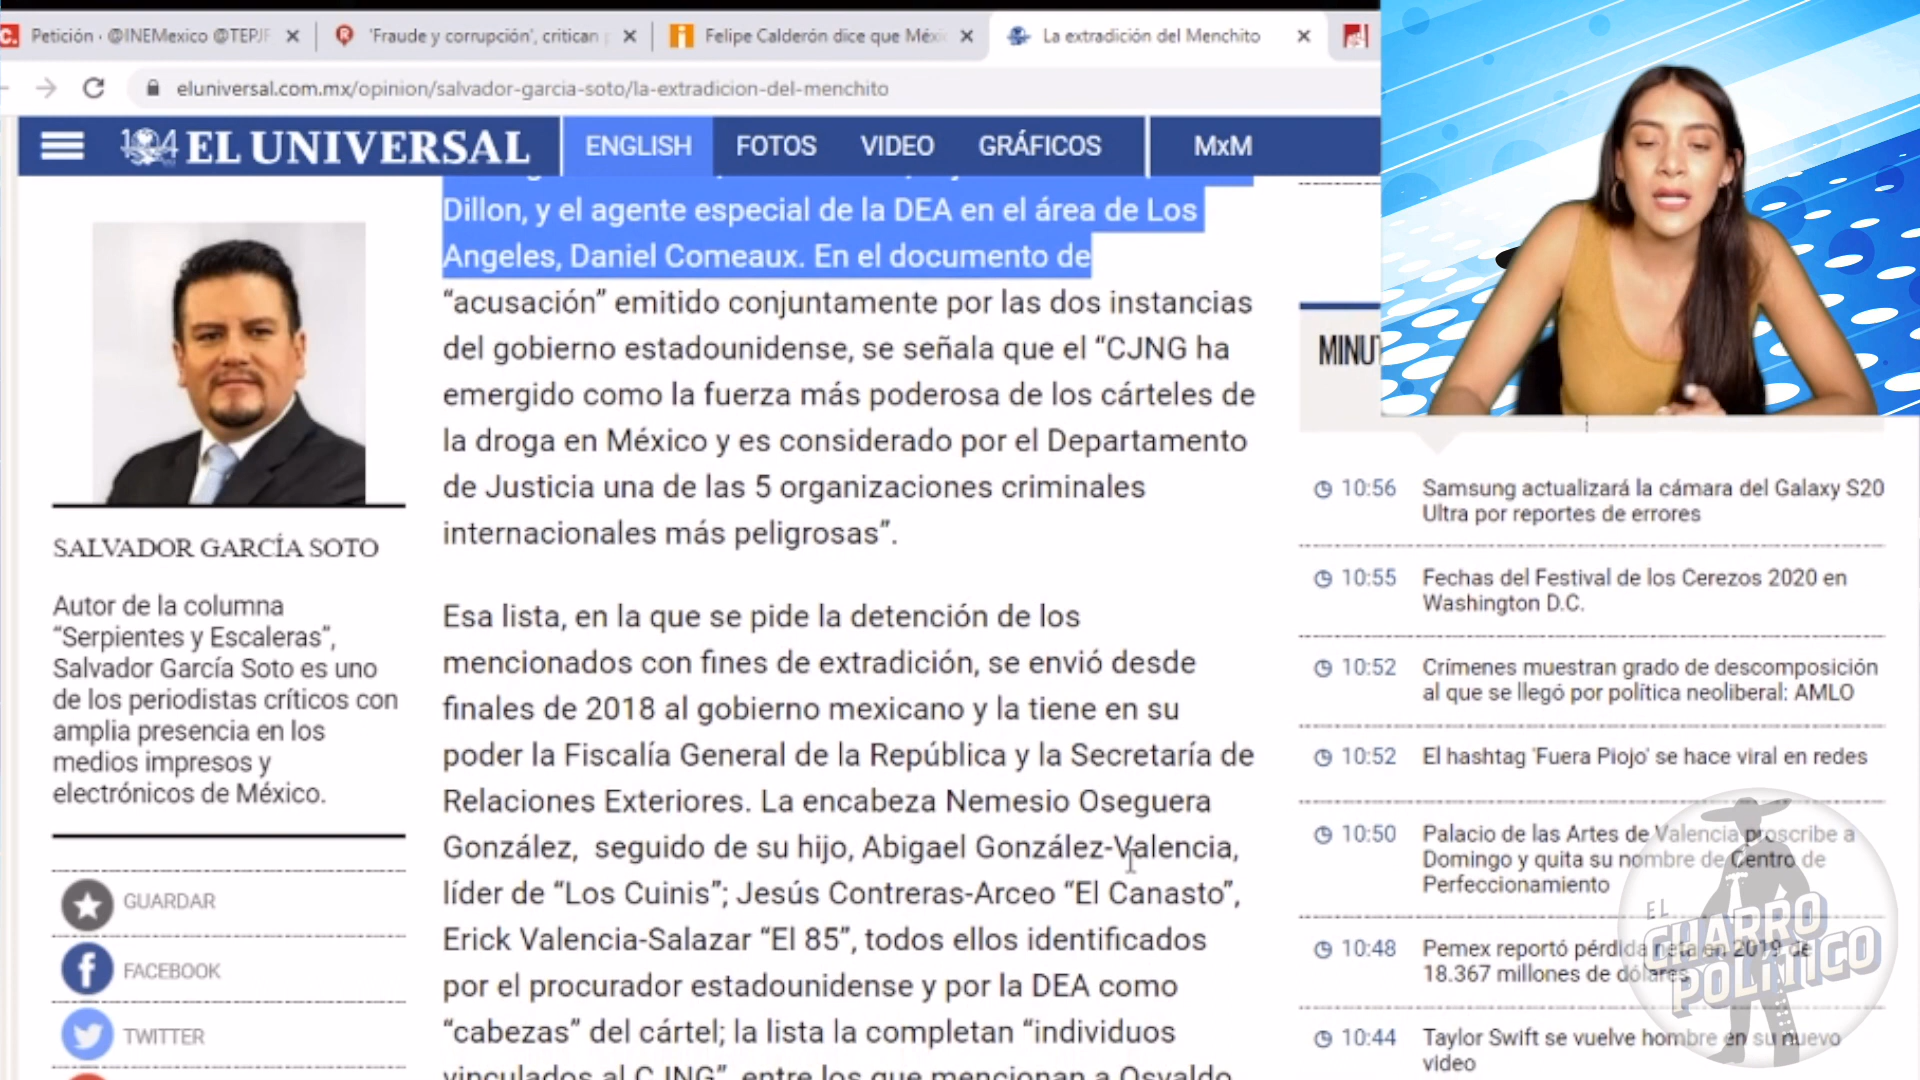 Petición · @INEMexico @TEPJF
'Fraude y corrupción', critican
Felipe Calderón dice que Méxi
La extradición del Menchito
eluniversal.com.mx/opinion/salvador-garcia-soto/la-extradicion-del-menchito
104 EL UNIVERSAL
ENGLISH
FOTOS
VIDEO
GRÁFICOS
MxM
Dillon, y el agente especial de la DEA en el área de Los
Angeles, Daniel Comeaux. En el documento de
“acusación” emitido conjuntamente por las dos instancias
del gobierno estadounidense, se señala que el “CJNG ha
emergido como la fuerza más poderosa de los cárteles de
la droga en México y es considerado por el Departamento
de Justicia una de las 5 organizaciones criminales
internacionales más peligrosas”.
Esa lista, en la que se pide la detención de los
mencionados con fines de extradición, se envió desde
finales de 2018 al gobierno mexicano y la tiene en su
poder la Fiscalía General de la República y la Secretaría de
Relaciones Exteriores. La encabeza Nemesio Oseguera
González,  seguido de su hijo, Abigael González-Valencia,
líder de “Los Cuinis”; Jesús Contreras-Arceo “El Canasto”,
Erick Valencia-Salazar “El 85”, todos ellos identificados
por el procurador estadounidense y por la DEA como
“cabezas” del cártel; la lista la completan “individuos
vinculados al CJNG”, entre los que mencionan a Osvaldo
SALVADOR GARCÍA SOTO
Autor de la columna
“Serpientes y Escaleras”,
Salvador García Soto es uno
de los periodistas críticos con
amplia presencia en los
medios impresos y
electrónicos de México.
GUARDAR
FACEBOOK
TWITTER
MINUT
10:56 Samsung actualizará la cámara del Galaxy S20
Ultra por reportes de errores
10:55 Fechas del Festival de los Cerezos 2020 en
Washington D.C.
10:52 Crímenes muestran grado de descomposición
al que se llegó por política neoliberal: AMLO
10:52 El hashtag 'Fuera Piojo' se hace viral en redes
10:50 Palacio de las Artes de Valencia proscribe a
Domingo y quita su nombre de Centro de
Perfeccionamiento
10:48 Pemex reportó pérdida neta en 2019 de
18.367 millones de dólares
10:44 Taylor Swift se vuelve hombre en su nuevo
video
EL
CHARRO
POLÍTICO